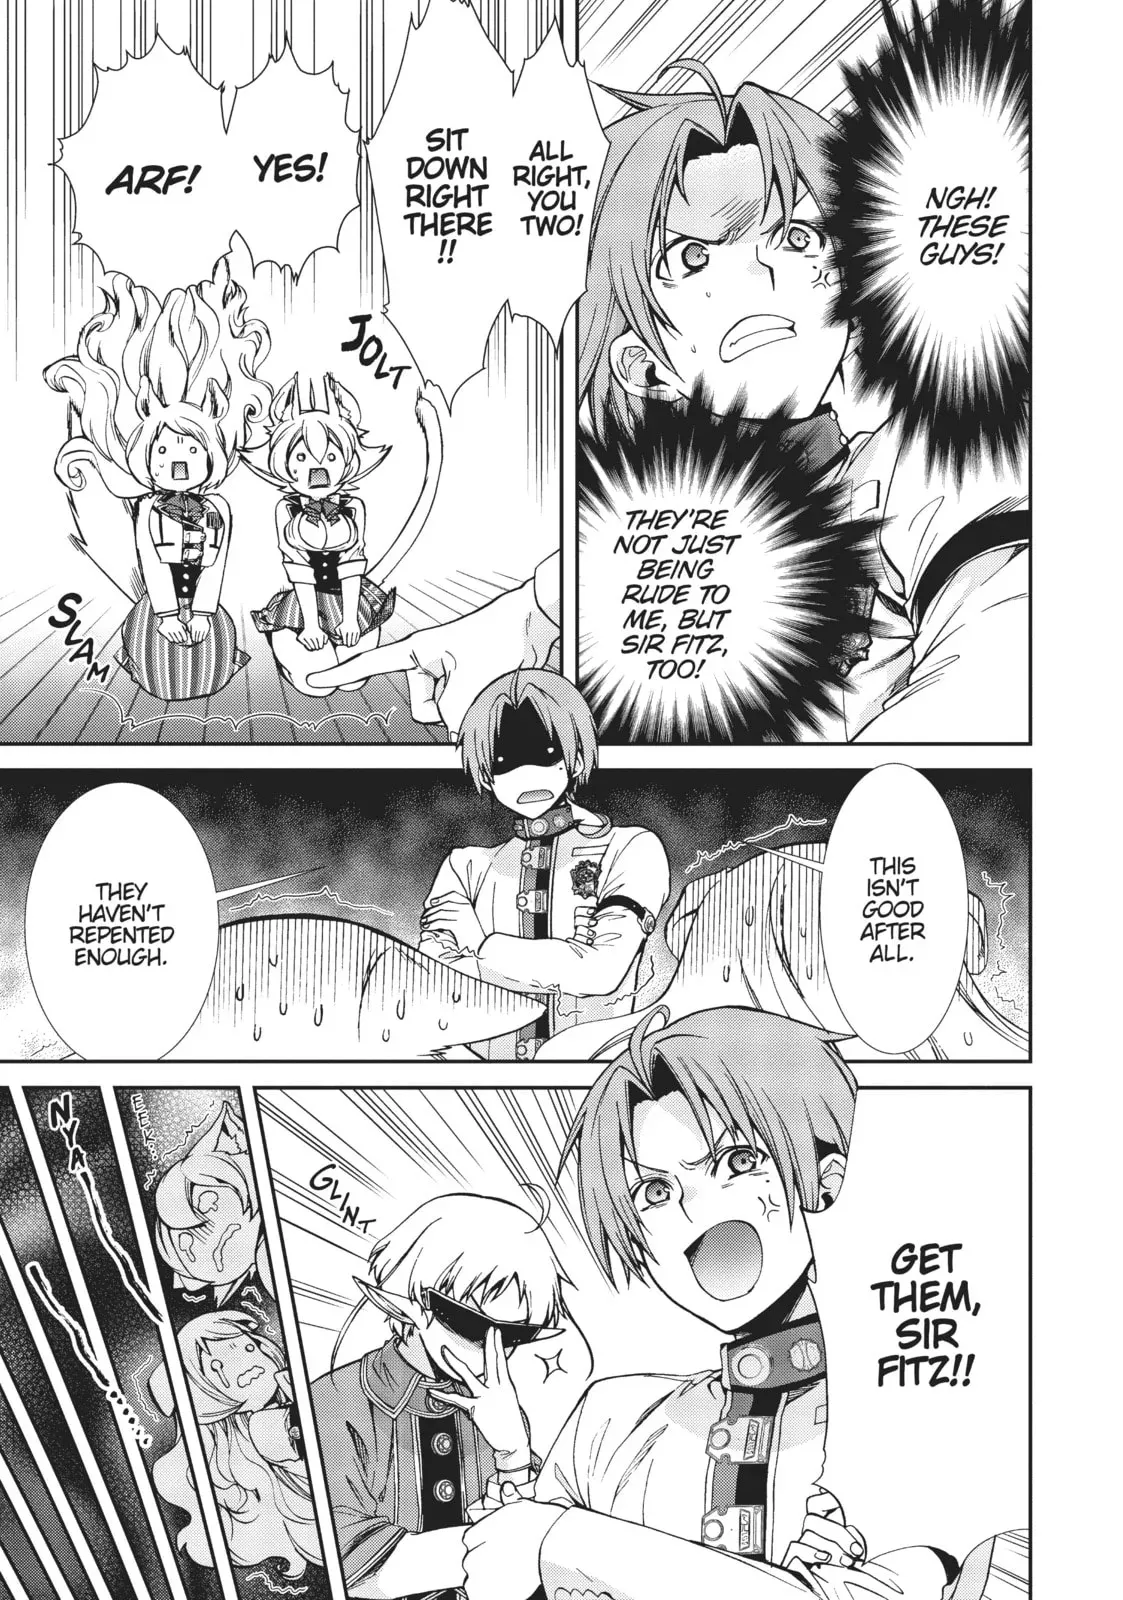 NGH!
THESE
GUYS!
THEY'RE
NOT JUST
BEING
RUDE TO
ME, BUT
SIR FITZ,
TOO!
ALL
RIGHT,
YOU
TWO!
SIT
DOWN
RIGHT
THERE
!!
YES!
ARF!
JOLT
SLAM
THIS
ISN'T
GOOD
AFTER
ALL.
THEY
HAVEN'T
REPENTED
ENOUGH.
GET
THEM,
SIR
FITZ!!
GLINT
EEK...
NYA